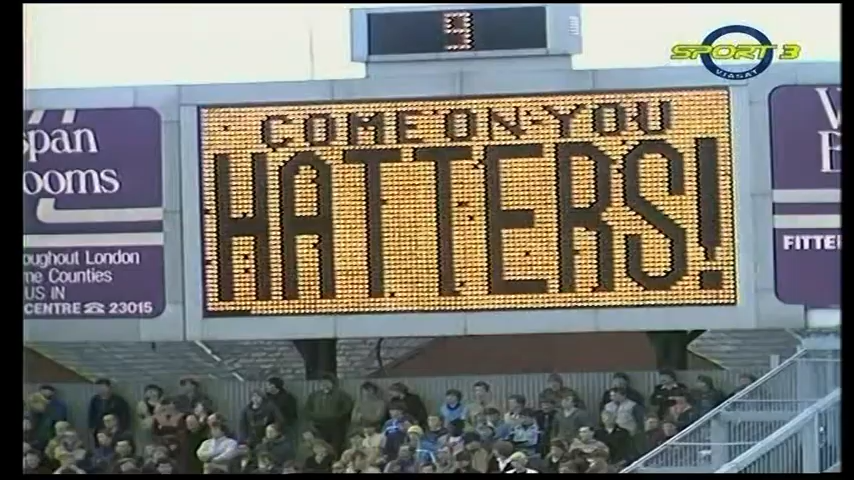 9
SPORT 3
VIASAT
COME ON YOU
HATTERS!
span
ooms
oughout London
me Counties
US IN
CENTRE ☎ 23015
FITTE